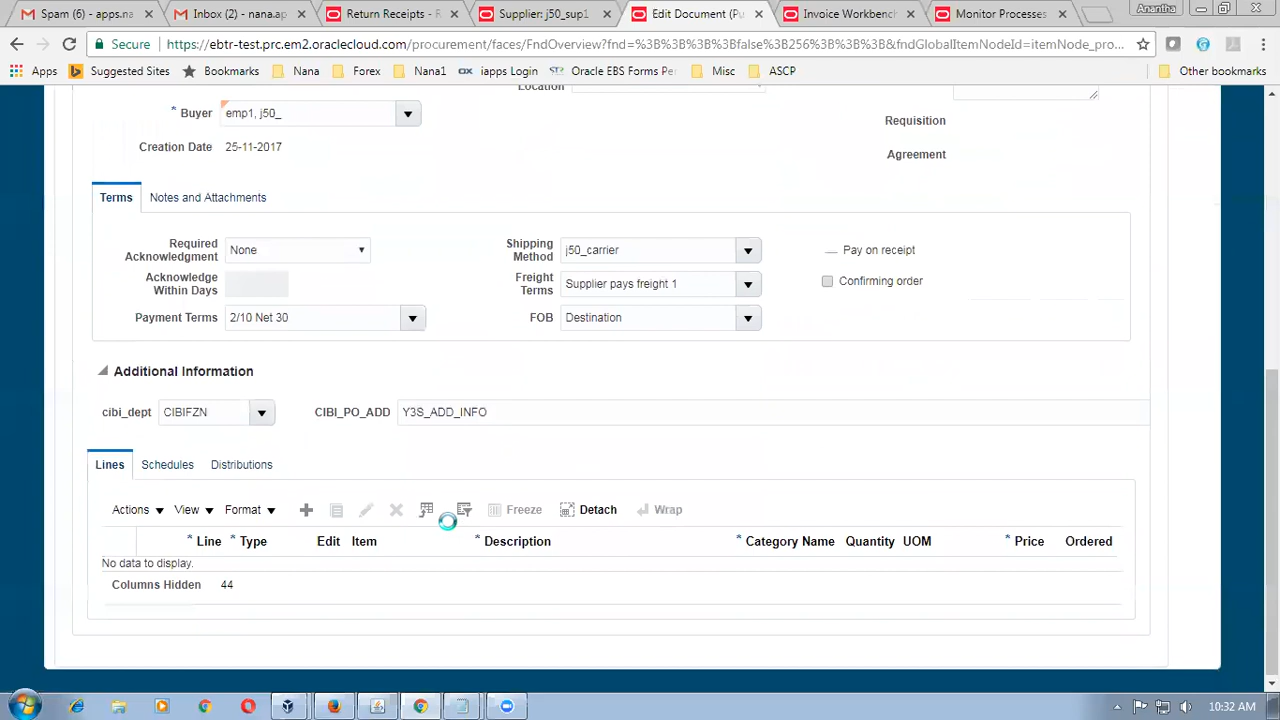 Spam (6) - apps.na
Inbox (2) - nana.ap
Return Receipts - R
Supplier: j50_sup1
Edit Document (Pu
Invoice Workbench
Monitor Processes
Anantha
Secure
https://ebtr-test.prc.em2.oraclecloud.com/procurement/faces/FndOverview?fnd=%3B%3B%3B%3Bfalse%3B256%3B%3B%3B&fndGlobalItemNodeId=itemNode_pro...
Apps
Suggested Sites
Bookmarks
Nana
Forex
Nana1
iapps Login
Oracle EBS Forms Per
Misc
ASCP
Other bookmarks
Location
* Buyer emp1, j50_
Requisition
Creation Date 25-11-2017
Agreement
Terms Notes and Attachments
Required Acknowledgment None
Shipping Method j50_carrier
Pay on receipt
Acknowledge Within Days
Freight Terms Supplier pays freight 1
Confirming order
Payment Terms 2/10 Net 30
FOB Destination
Additional Information
cibi_dept CIBIFZN
CIBI_PO_ADD Y3S_ADD_INFO
Lines Schedules Distributions
Actions View Format Freeze Detach Wrap
* Line * Type Edit Item * Description * Category Name Quantity UOM * Price Ordered
No data to display.
Columns Hidden 44
10:32 AM